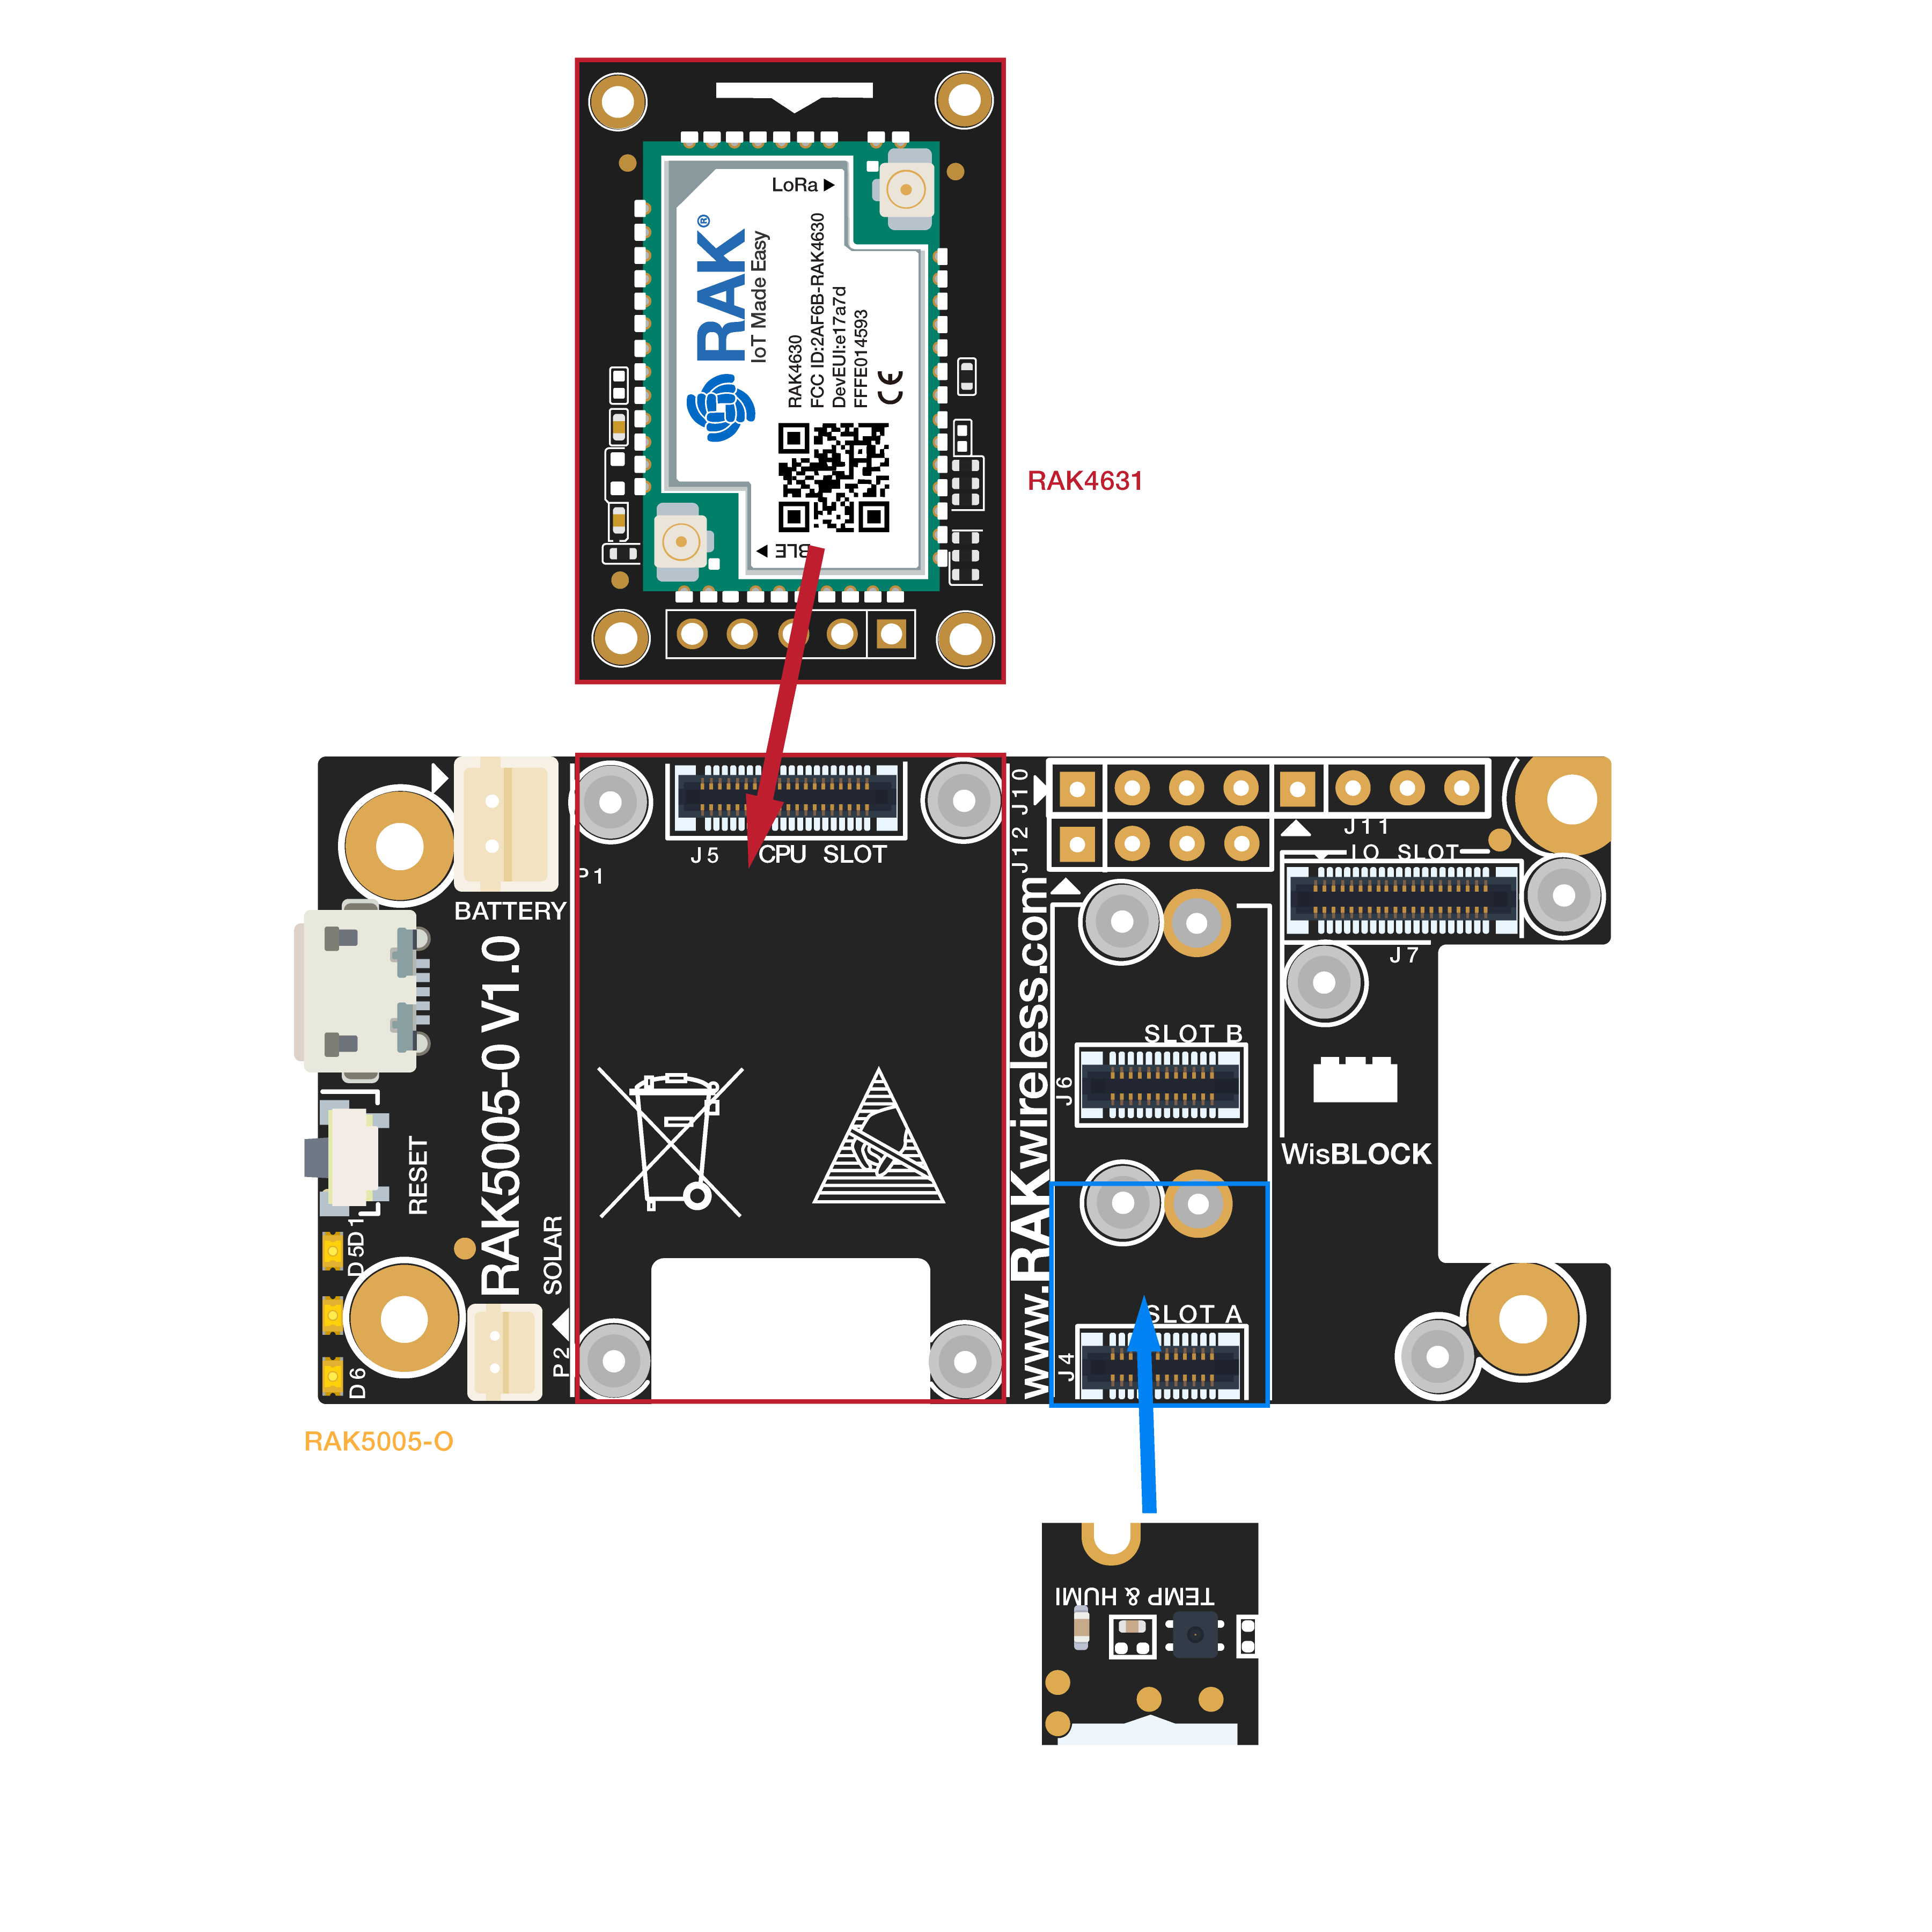 LoRa
RAK®
IoT Made Easy
RAK4630
FCC ID:2AF6B-RAK4630
DevEUI:e17a7d
FFFE014593
CE
BLE
RAK4631
J10
J12
J11
IO SLOT
J7
J5 CPU SLOT
P1
BATTERY
RAK5005-0 V1.0
RESET
SOLAR
D1
D5
D6
P2
www.RAKwireless.com
SLOT B
J6
WisBLOCK
SLOT A
J4
RAK5005-O
TEMP & HUMI